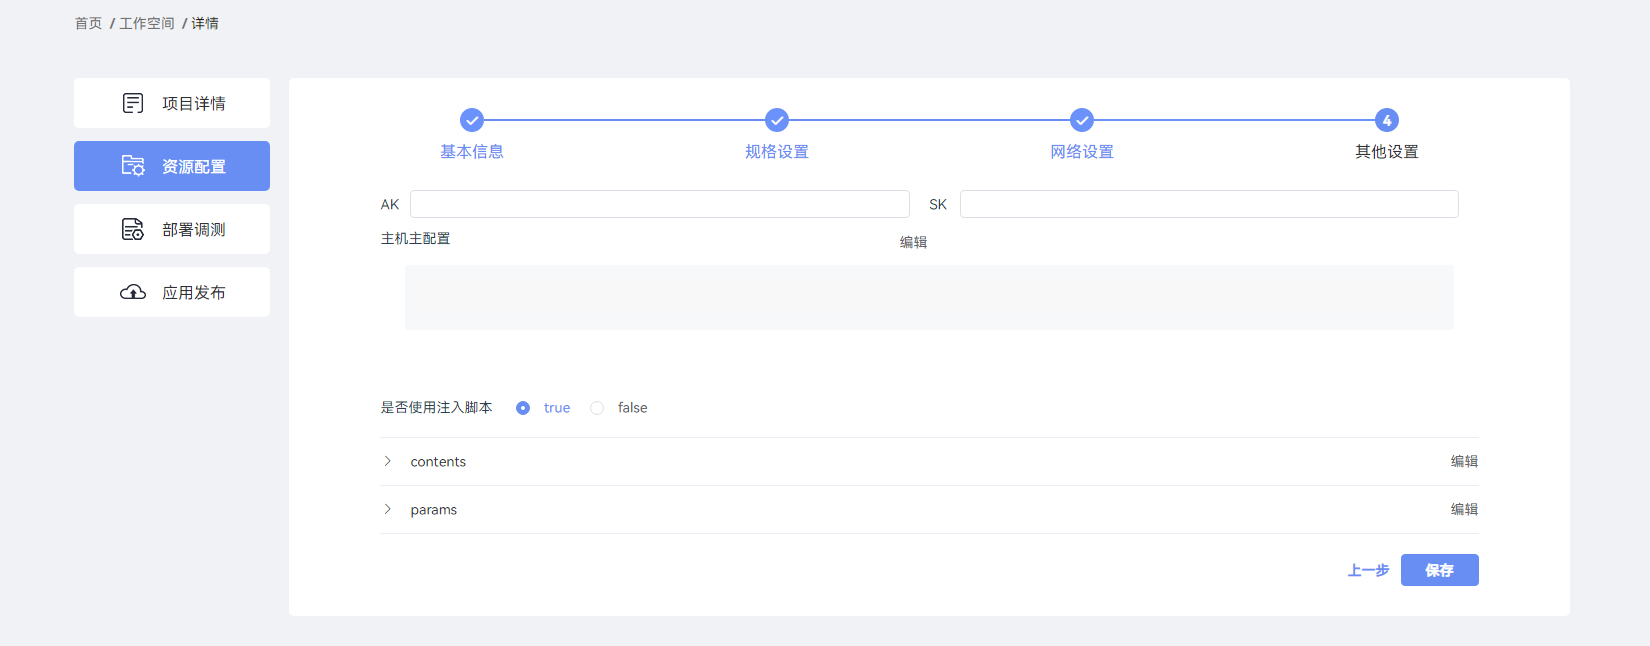 首页 / 工作空间 / 详情
项目详情
资源配置
部署调测
应用发布
基本信息 规格设置 网络设置 4 其他设置
AK SK
主机主配置 编辑
是否使用注入脚本 true false
contents 编辑
params 编辑
上一步 保存